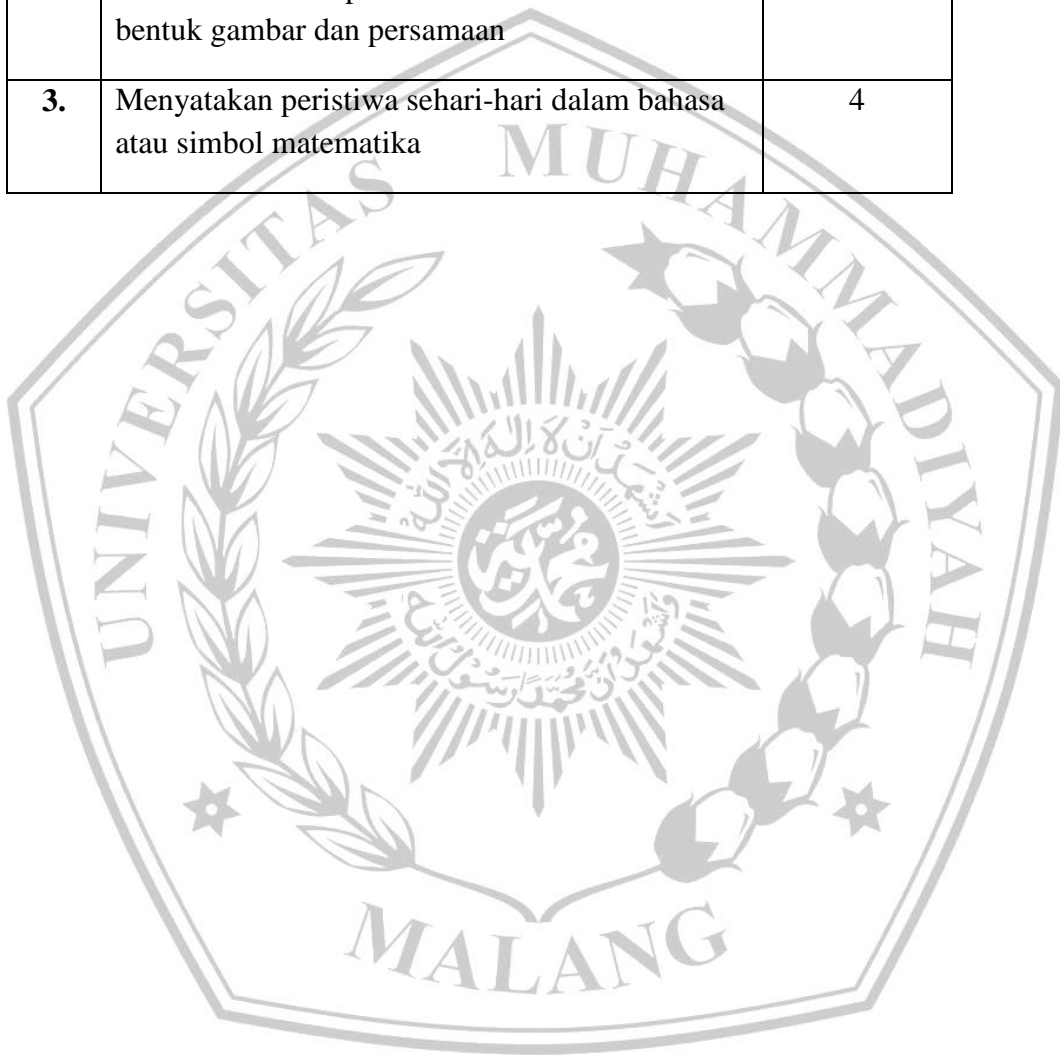 bentuk gambar dan persamaan
3. Menyatakan peristiwa sehari-hari dalam bahasa 4
atau simbol matematika
UNIVERSITAS MUHAMMADIYAH
MALANG